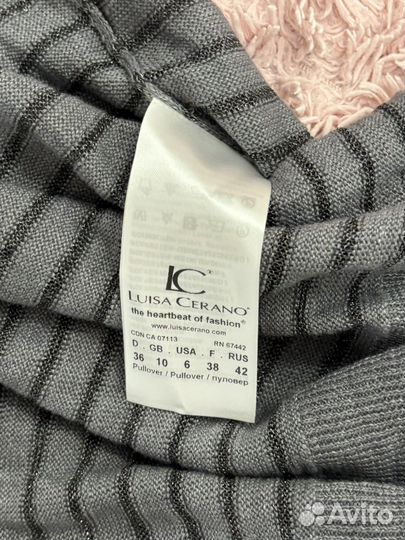 LC
LUISA CERANO®
the heartbeat of fashion®
www.luisacerano.com
CDN CA 07113 RN 67442
D . GB . USA . F . RUS
36 10 6 38 42
Pullover / Pullover / пуловер
Avito